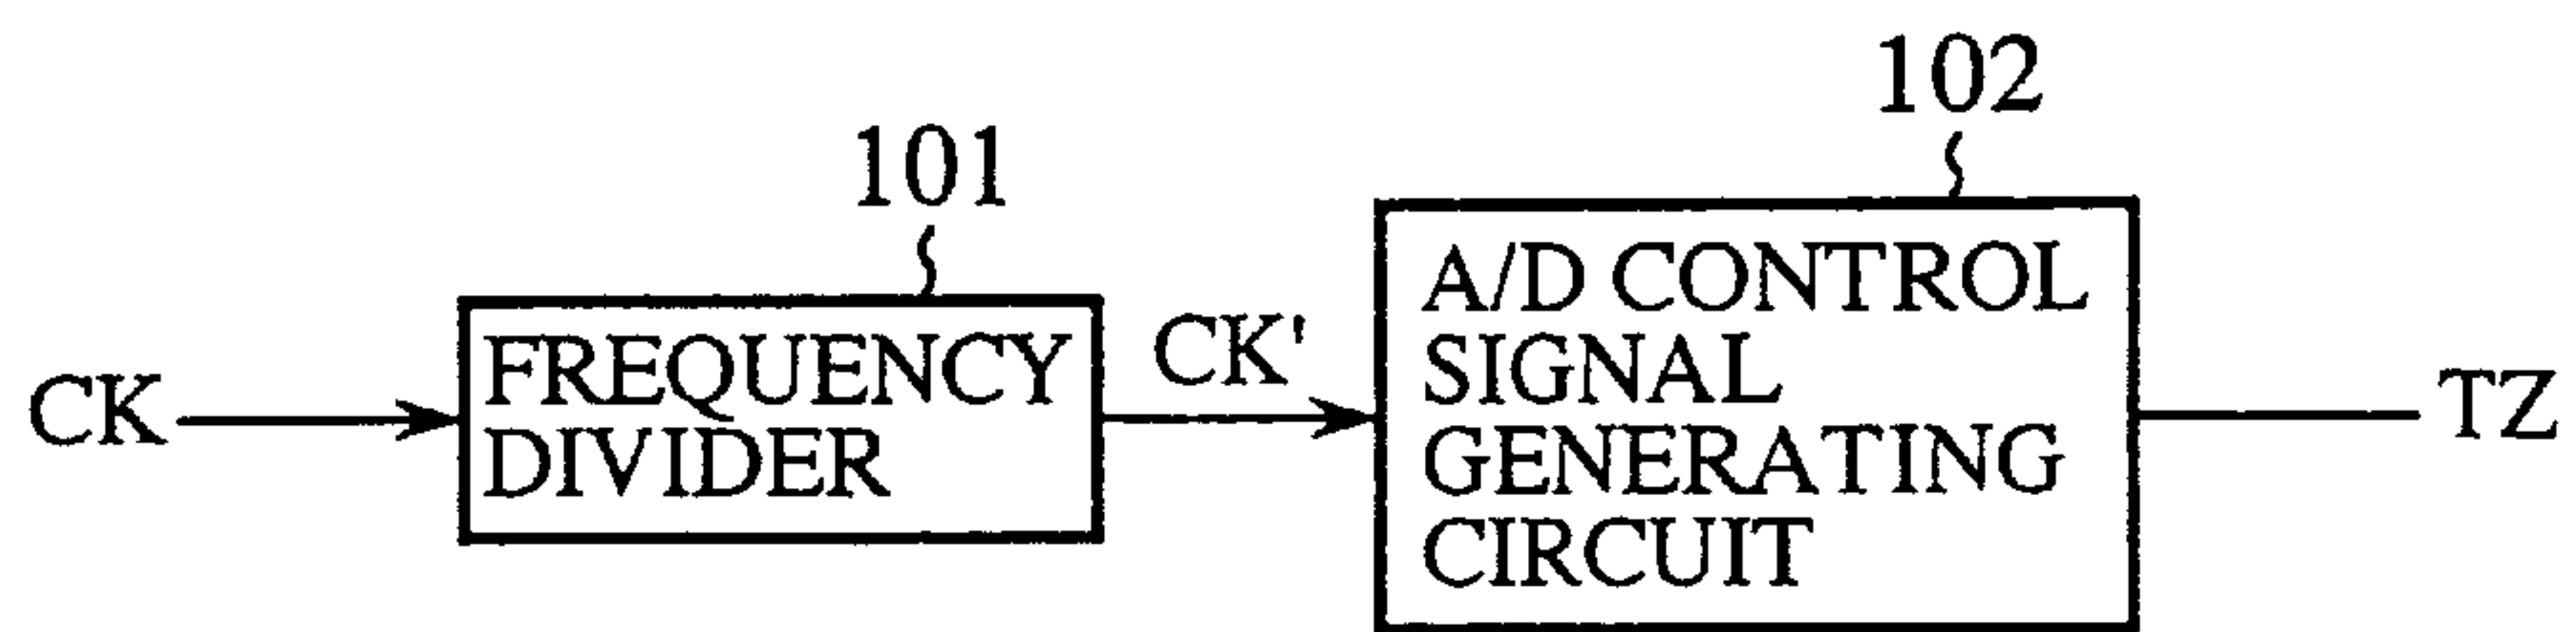 102
101
A/D CONTROL
SIGNAL
GENERATING
CIRCUIT
FREQUENCY
DIVIDER
CK
CK'
TZ